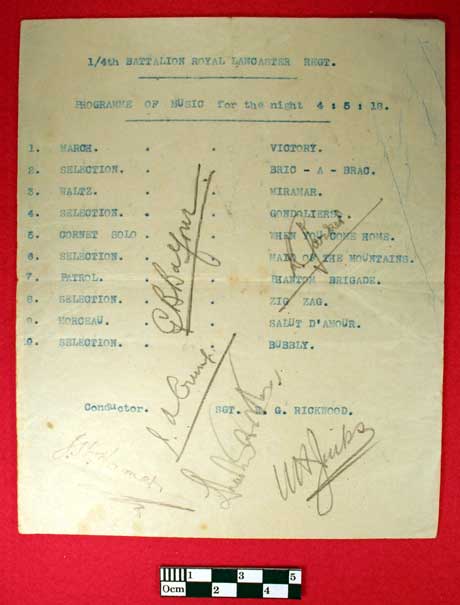 1/4th BATTALION ROYAL LANCASTER REGT.
PROGRAMME OF MUSIC for the night 4 : 5 : 18.
1. MARCH. . . VICTORY.
2. SELECTION. . . BRIC - A - BRAC.
3. WALTZ. . . MIRAMAR.
4. SELECTION. . . GONDOLIERS.
5. CORNET SOLO . . WHEN YOU COME HOME.
6. SELECTION. . . MAID OF THE MOUNTAINS.
7. PATROL. . . PHANTOM BRIGADE.
8. SELECTION. . . ZIG ZAG.
9. MORCEAU. . . SALUT D'AMOUR.
10. SELECTION. . . BUBBLY.
Balfour
Conductor. SGT. G. RICKWOOD.
0cm 1 2 3 4 5